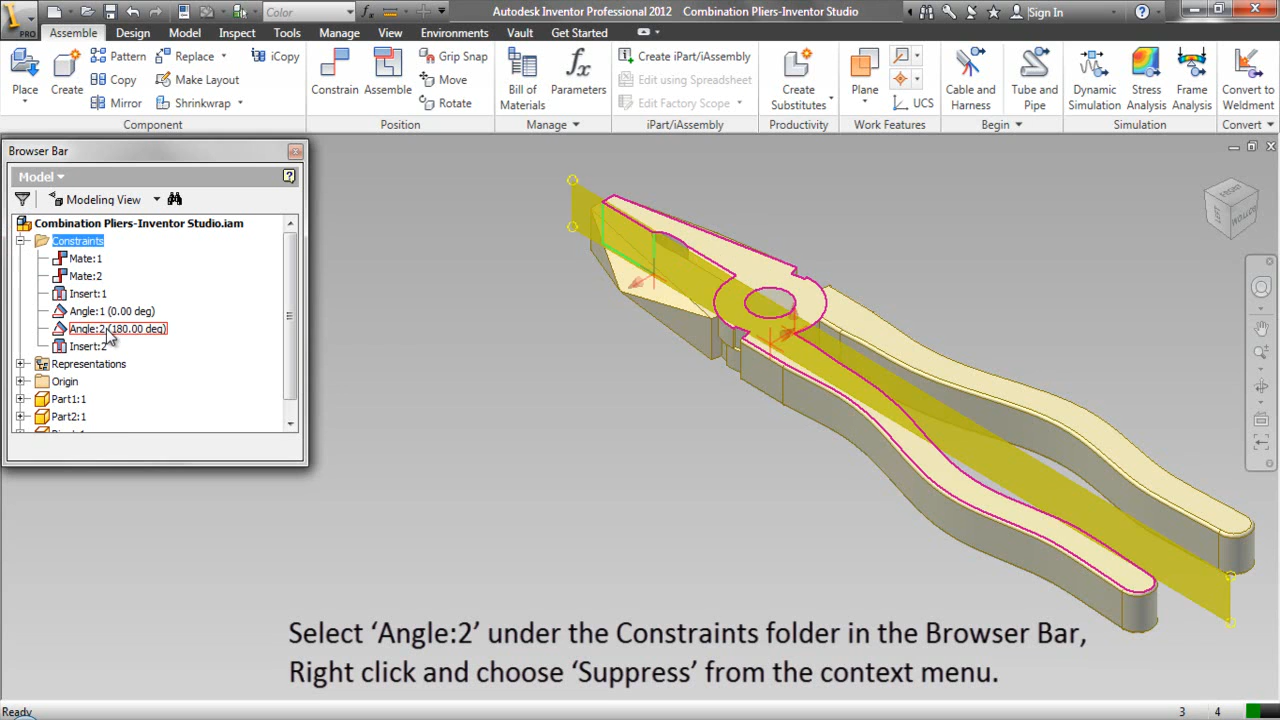 Color
Autodesk Inventor Professional 2012 Combination Pliers-Inventor Studio
Sign In
PRO
Assemble Design Model Inspect Tools Manage View Environments Vault Get Started
Pattern Replace iCopy Grip Snap Create iPart/iAssembly
Copy Make Layout Move Edit using Spreadsheet
Place Create Constrain Assemble Bill of Materials Parameters Create Substitutes Plane Cable and Harness Tube and Pipe Dynamic Simulation Stress Analysis Frame Analysis Convert to Weldment
Mirror Shrinkwrap Rotate Edit Factory Scope UCS
Component Position Manage iPart/iAssembly Productivity Work Features Begin Simulation Convert
Browser Bar
Model
Modeling View
Combination Pliers-Inventor Studio.iam
Constraints
Mate:1
Mate:2
Insert:1
Angle:1 (0.00 deg)
Angle:2 (180.00 deg)
Insert:2
Representations
Origin
Part1:1
Part2:1
FRONT
BOTTOM
Select ‘Angle:2’ under the Constraints folder in the Browser Bar,
Right click and choose ‘Suppress’ from the context menu.
Ready
3 4